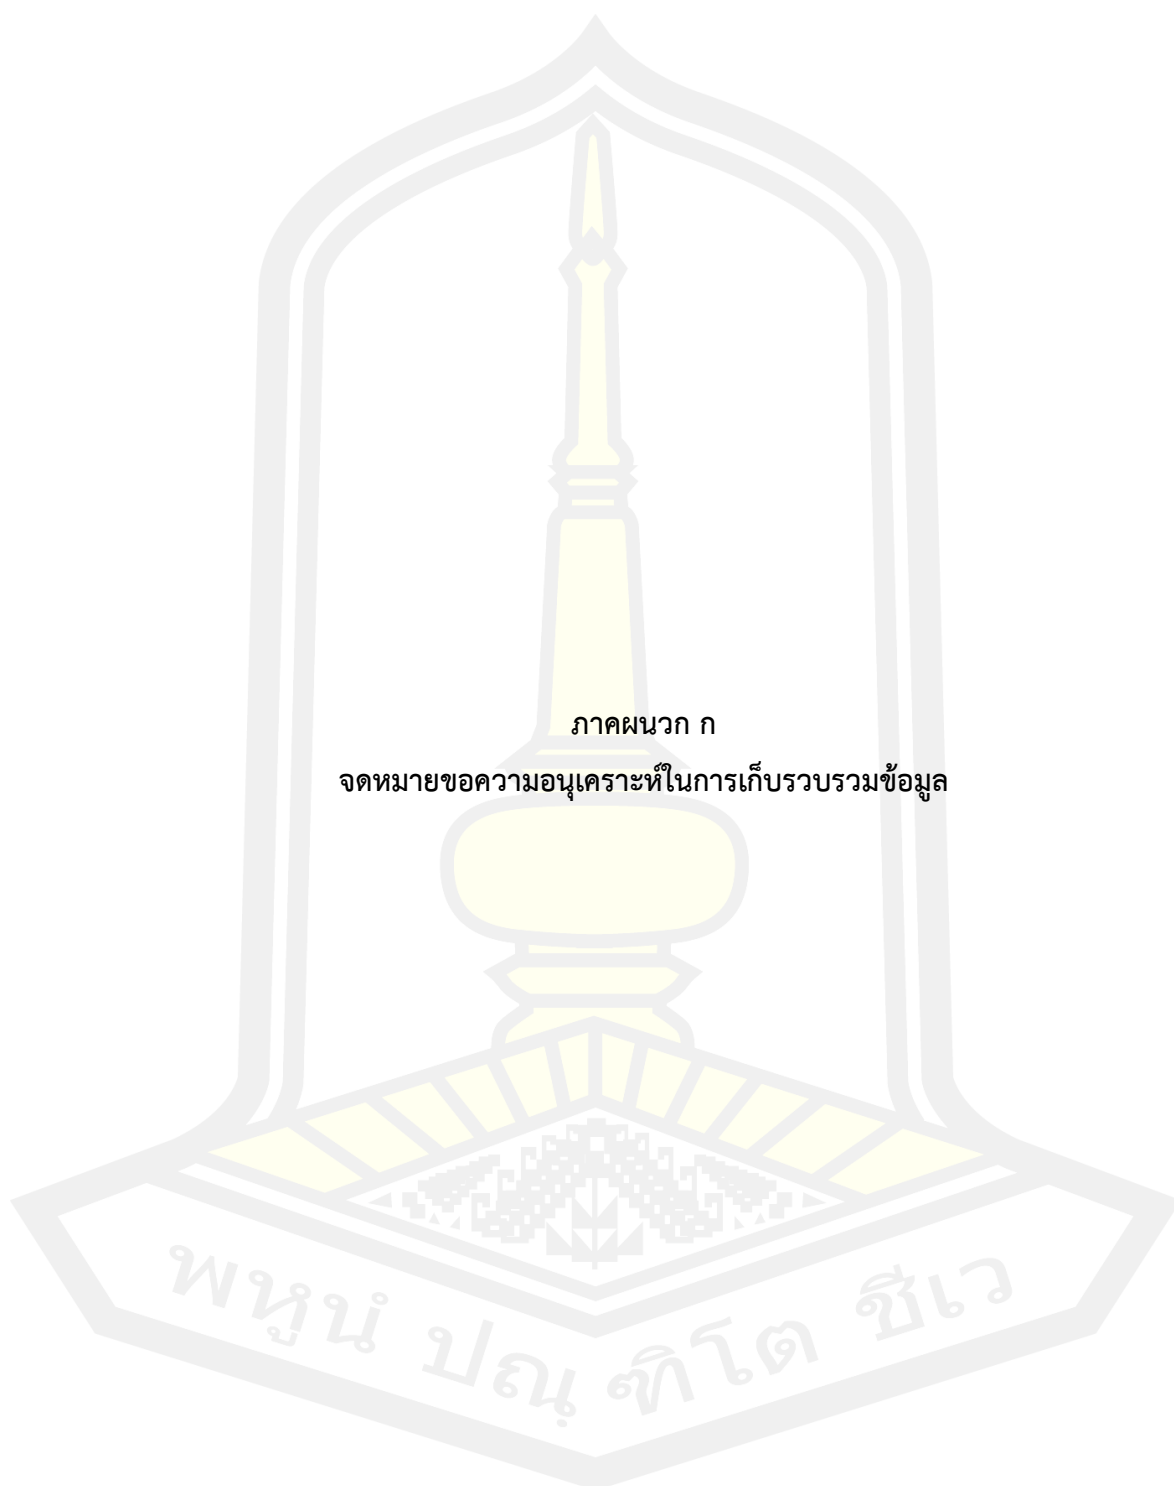 ภาคผนวก ก
จดหมายขอความอนุเคราะห์ในการเก็บรวบรวมข้อมูล
พหูนํ ปณฺฑิโต ชีเว